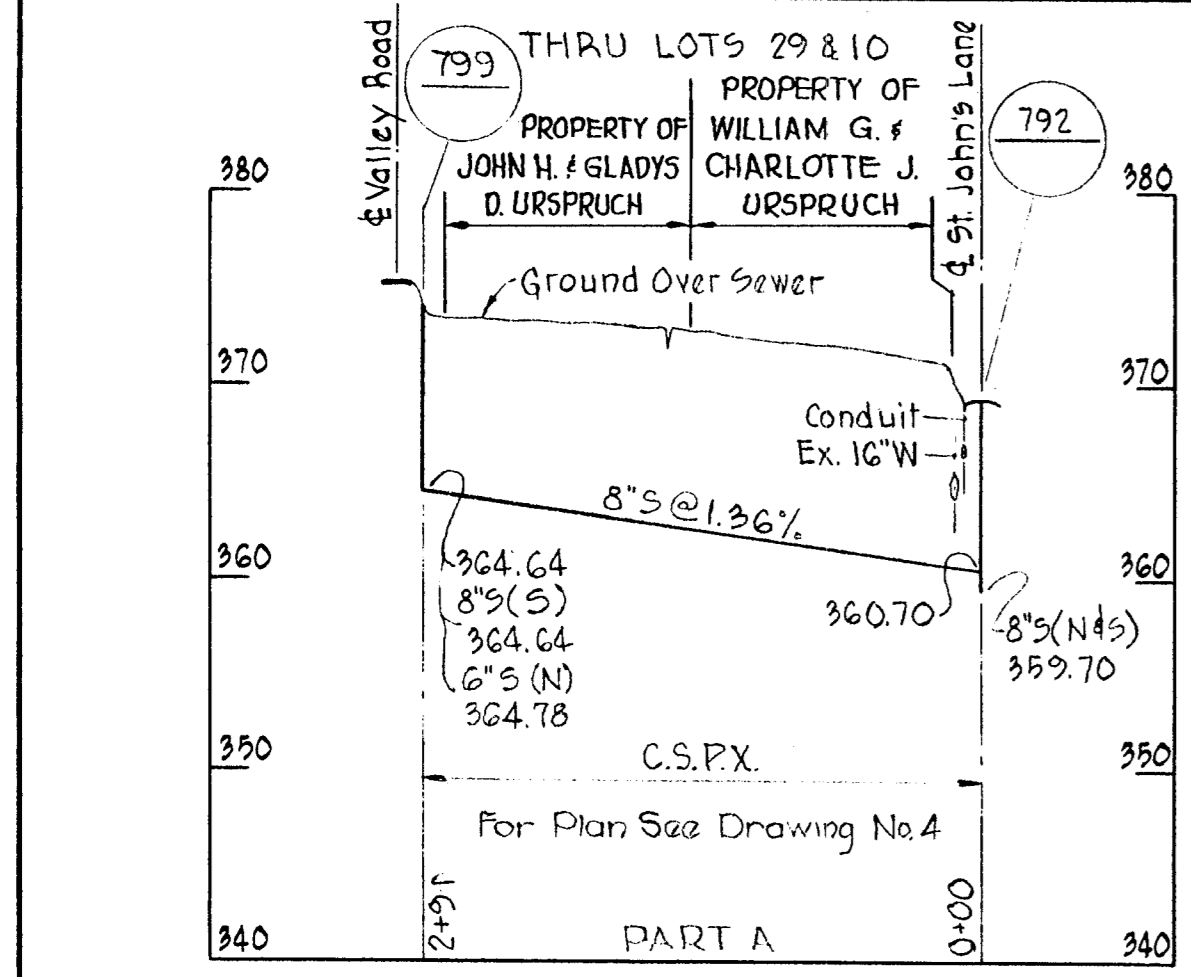 THRU LOTS 29 & 10
℄ Valley Road
799
PROPERTY OF
JOHN H. & GLADYS
D. URSPRUCH
PROPERTY OF
WILLIAM G. &
CHARLOTTE J.
URSPRUCH
℄ St. John's Lane
792
380
380
Ground Over Sewer
370
370
Conduit
Ex. 16"W
8"S @ 1.36%
360
360
364.64
8"S (S)
364.64
6"S (N)
364.78
360.70
8"S (N&S)
359.70
350
350
C.S.P.X.
For Plan See Drawing No. 4
2+91
0+00
340
PART A
340